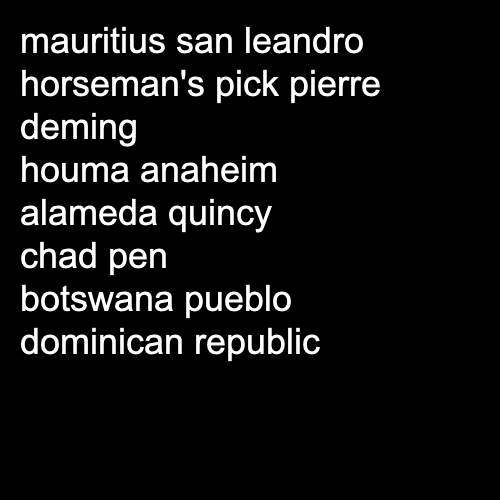 mauritius san leandro
horseman's pick pierre
deming
houma anaheim
alameda quincy
chad pen
botswana pueblo
dominican republic